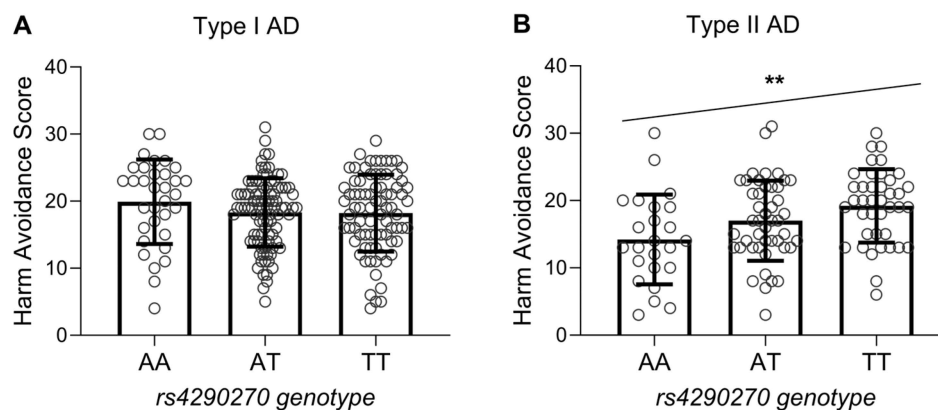 A
Type I AD
Harm Avoidance Score
40
30
20
10
0
AA AT TT
rs4290270 genotype
B
Type II AD
**
Harm Avoidance Score
40
30
20
10
0
AA AT TT
rs4290270 genotype